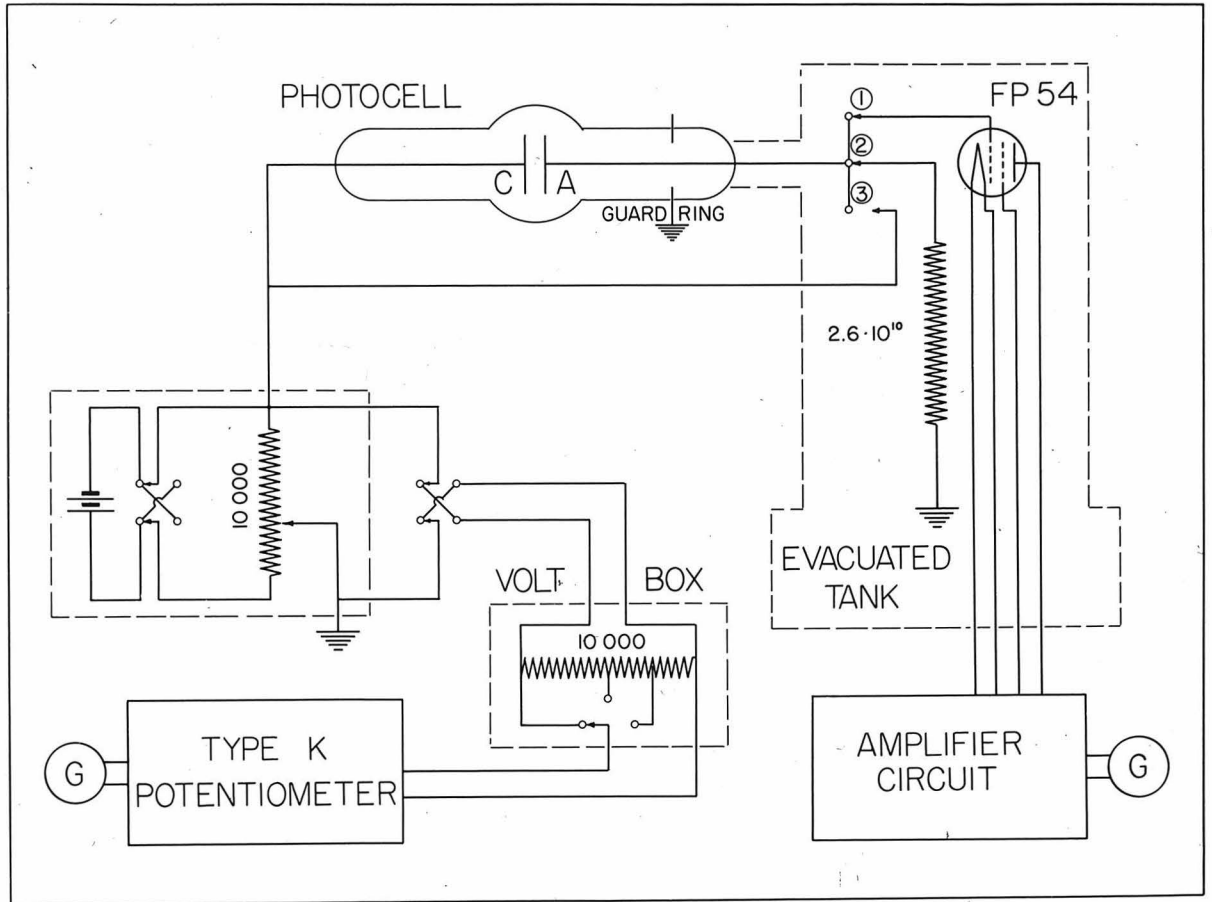 PHOTOCELL
FP 54
①
②
③
C
A
GUARD RING
2.6·10¹⁰
10 000
VOLT BOX
10 000
EVACUATED
TANK
TYPE K
POTENTIOMETER
G
AMPLIFIER
CIRCUIT
G